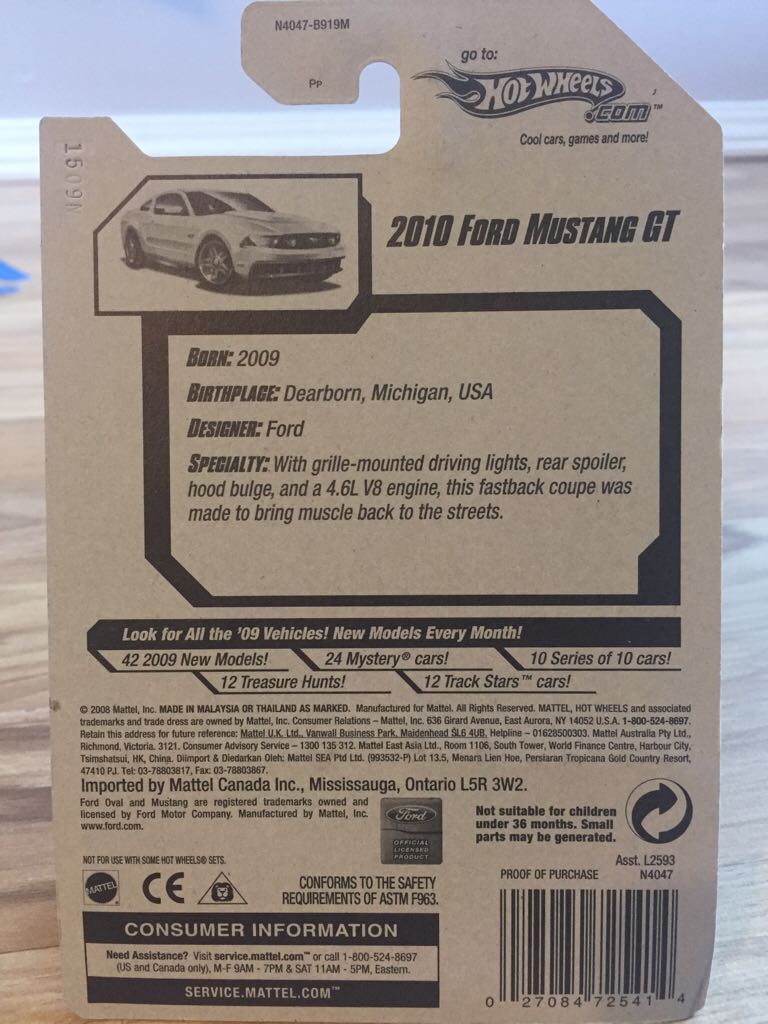 N4047-B919M
Pp
go to:
HOT WHEELS
.COM™
Cool cars, games and more!
1509N
2010 FORD MUSTANG GT
BORN: 2009
BIRTHPLACE: Dearborn, Michigan, USA
DESIGNER: Ford
SPECIALTY: With grille-mounted driving lights, rear spoiler,
hood bulge, and a 4.6L V8 engine, this fastback coupe was
made to bring muscle back to the streets.
Look for All the '09 Vehicles! New Models Every Month!
42 2009 New Models!
24 Mystery® cars!
10 Series of 10 cars!
12 Treasure Hunts!
12 Track Stars™ cars!
© 2008 Mattel, Inc. MADE IN MALAYSIA OR THAILAND AS MARKED. Manufactured for Mattel. All Rights Reserved. MATTEL, HOT WHEELS and associated
trademarks and trade dress are owned by Mattel, Inc. Consumer Relations – Mattel, Inc. 636 Girard Avenue, East Aurora, NY 14052 U.S.A. 1-800-524-8697.
Retain this address for future reference: Mattel U.K. Ltd., Vanwall Business Park, Maidenhead SL6 4UB. Helpline – 01628500303. Mattel Australia Pty Ltd.,
Richmond, Victoria. 3121. Consumer Advisory Service – 1300 135 312. Mattel East Asia Ltd., Room 1106, South Tower, World Finance Centre, Harbour City,
Tsimshatsui, HK, China. Diimport & Diedarkan Oleh: Mattel SEA Ptd Ltd. (993532-P) Lot 13.5, Menara Lien Hoe, Persiaran Tropicana Gold Country Resort,
47410 PJ. Tel: 03-78803817, Fax: 03-78803867.
Imported by Mattel Canada Inc., Mississauga, Ontario L5R 3W2.
Ford Oval and Mustang are registered trademarks owned and
licensed by Ford Motor Company. Manufactured by Mattel, Inc.
www.ford.com.
Ford
OFFICIAL
LICENSED
PRODUCT
Not suitable for children
under 36 months. Small
parts may be generated.
NOT FOR USE WITH SOME HOT WHEELS® SETS.
Asst. L2593
PROOF OF PURCHASE N4047
MATTEL
CE
CONFORMS TO THE SAFETY
REQUIREMENTS OF ASTM F963.
CONSUMER INFORMATION
Need Assistance? Visit service.mattel.com™ or call 1-800-524-8697
(US and Canada only), M-F 9AM - 7PM & SAT 11AM - 5PM, Eastern.
SERVICE.MATTEL.COM™
0 27084 72541 4